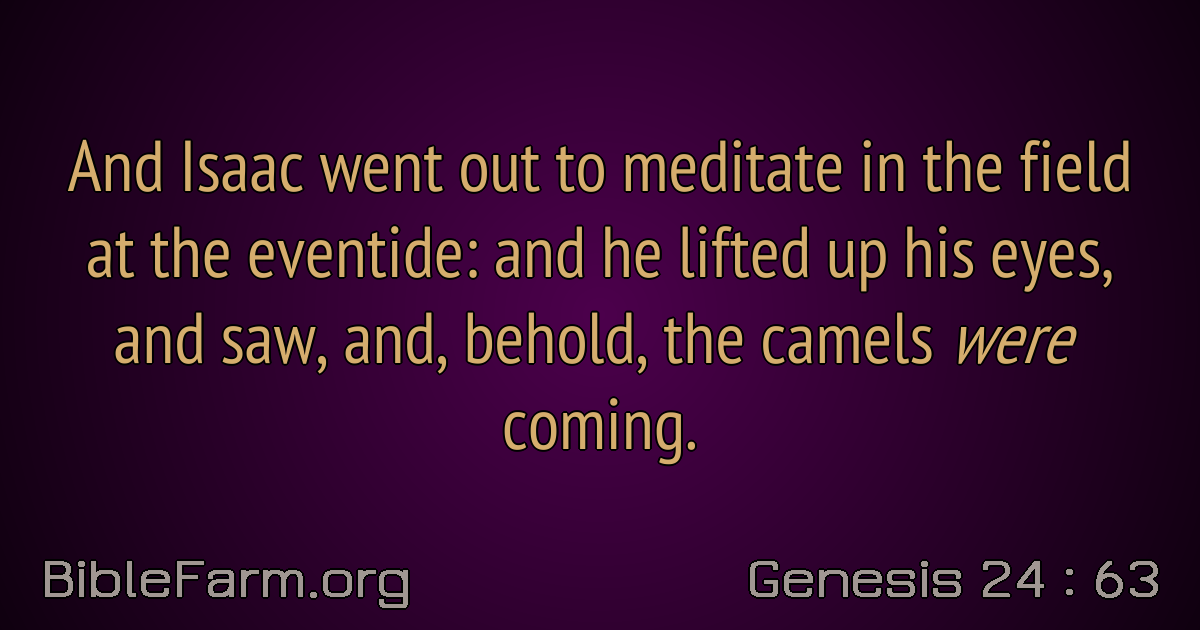 And Isaac went out to meditate in the field
at the eventide: and he lifted up his eyes,
and saw, and, behold, the camels were
coming.
BibleFarm.org
Genesis 24 : 63